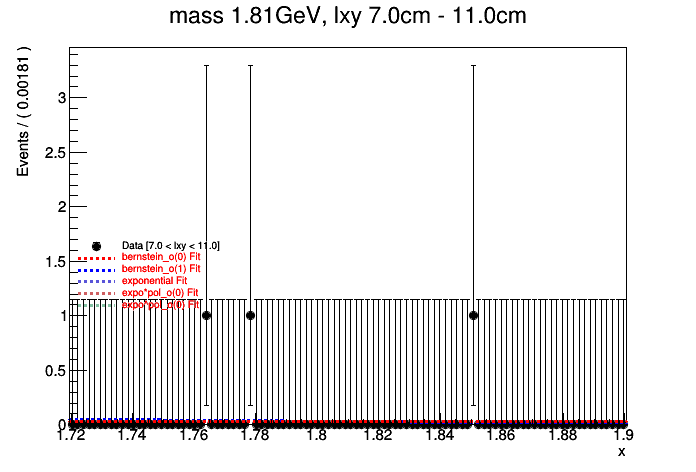 mass 1.81GeV, lxy 7.0cm - 11.0cm
Events / ( 0.00181 )
3
2.5
2
1.5
1
0.5
0
Data [7.0 < lxy < 11.0]
bernstein_o(0) Fit
bernstein_o(1) Fit
exponential Fit
expo*pol_o(0) Fit
1.72 1.74 1.76 1.78 1.8 1.82 1.84 1.86 1.88 1.9
x